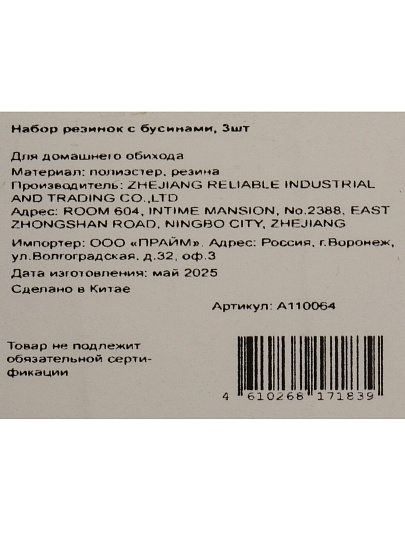 Набор резинок с бусинами, 3шт
Для домашнего обихода
Материал: полиэстер, резина
Производитель: ZHEJIANG RELIABLE INDUSTRIAL
AND TRADING CO.,LTD
Адрес: ROOM 604, INTIME MANSION, No.2388, EAST
ZHONGSHAN ROAD, NINGBO CITY, ZHEJIANG
Импортер: ООО «ПРАЙМ». Адрес: Россия, г.Воронеж,
ул.Волгоградская, д.32, оф.3
Дата изготовления: май 2025
Сделано в Китае
Артикул: A110064
Товар не подлежит
обязательной серти-
фикации
4 610268 171839